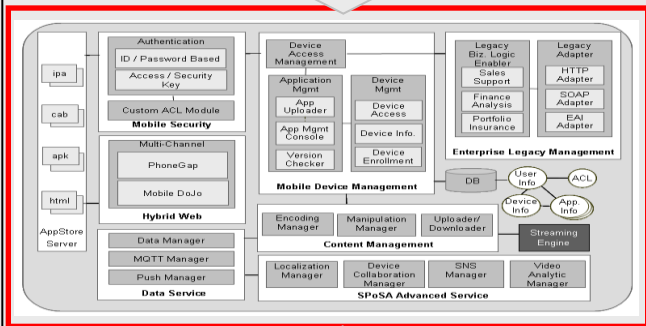 ipa
cab
apk
html
AppStore
Server
Authentication
ID / Password Based
Access / Security
Key
Custom ACL Module
Mobile Security
Multi-Channel
PhoneGap
Mobile DoJo
Hybrid Web
Data Manager
MQTT Manager
Push Manager
Data Service
Device
Access
Management
Application
Mgmt
App
Uploader
App Mgmt
Console
Version
Checker
Device
Mgmt
Device
Access
Device Info.
Device
Enrollment
Mobile Device Management
Legacy
Biz. Logic
Enabler
Sales
Support
Finance
Analysis
Portfolio
Insurance
Legacy
Adapter
HTTP
Adapter
SOAP
Adapter
EAI
Adapter
Enterprise Legacy Management
DB
User
Info
ACL
Device
Info
App.
Info
Encoding
Manager
Manipulation
Manager
Uploader/
Downloader
Content Management
Streaming
Engine
Localization
Manager
Device
Collaboration
Manager
SNS
Manager
Video
Analytic
Manager
SPoSA Advanced Service